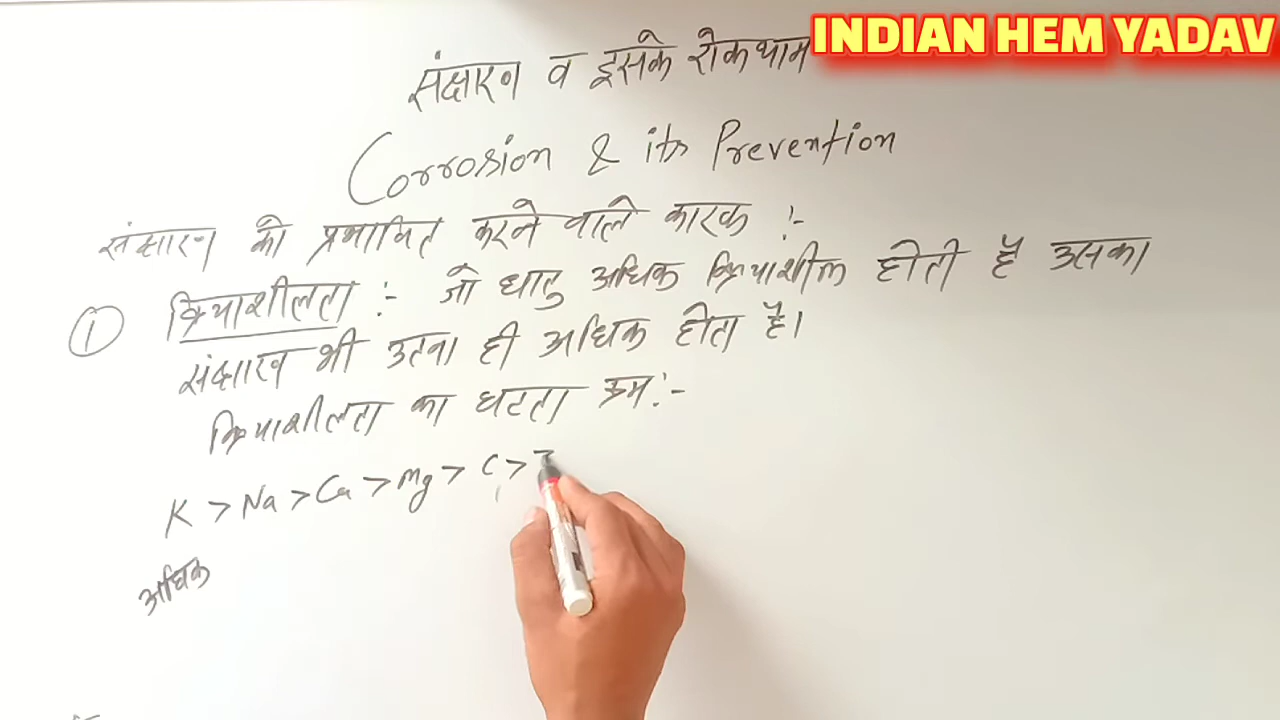 INDIAN HEM YADAV
संक्षारण व इसके रोकथाम
Corrosion & its Prevention
संक्षारण को प्रभावित करने वाले कारक :-
① क्रियाशीलता :- जो धातु अधिक क्रियाशील होती है उसका
संक्षारण भी उतना ही अधिक होता है।
क्रियाशीलता का घटता क्रम :-
K > Na > Ca > Mg > C >
अधिक